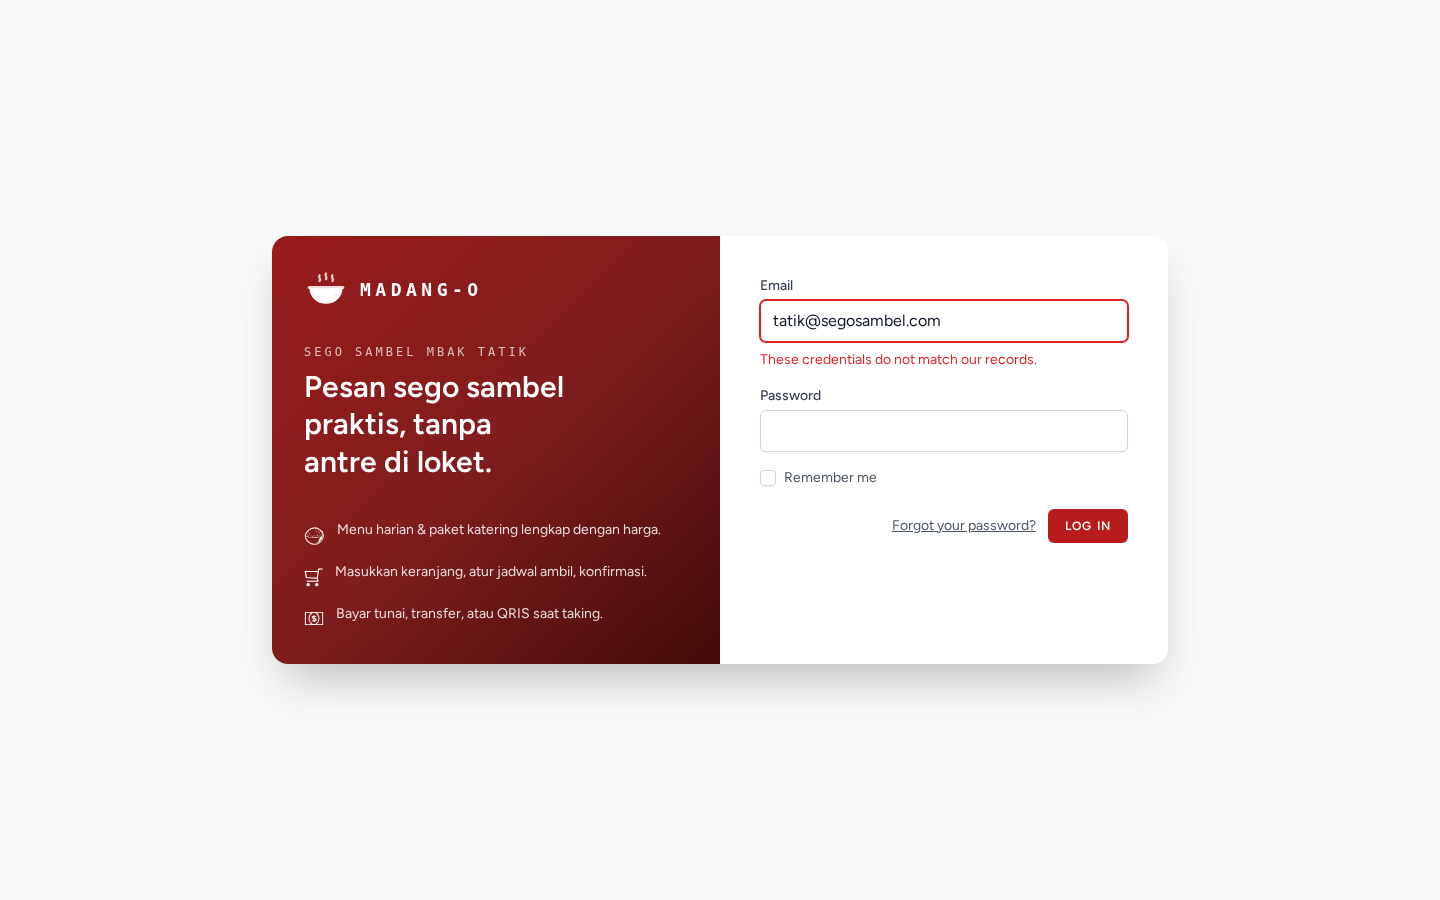 MADANG-O
SEGO SAMBEL MBAK TATIK
Pesan sego sambel
praktis, tanpa
antre di loket.
Menu harian & paket katering lengkap dengan harga.
Masukkan keranjang, atur jadwal ambil, konfirmasi.
Bayar tunai, transfer, atau QRIS saat taking.
Email
tatik@segosambel.com
These credentials do not match our records.
Password
Remember me
Forgot your password?
LOG IN